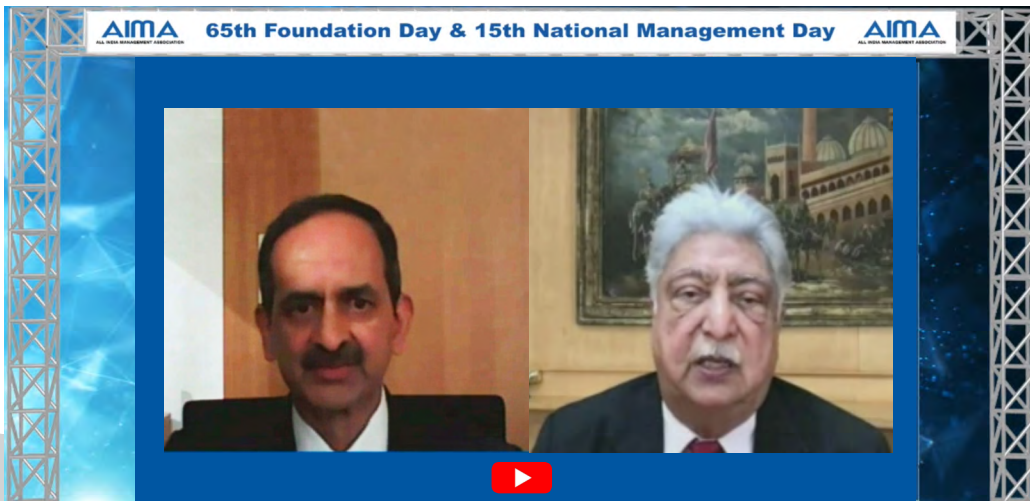 AIMA
ALL INDIA MANAGEMENT ASSOCIATION
65th Foundation Day & 15th National Management Day
AIMA
ALL INDIA MANAGEMENT ASSOCIATION